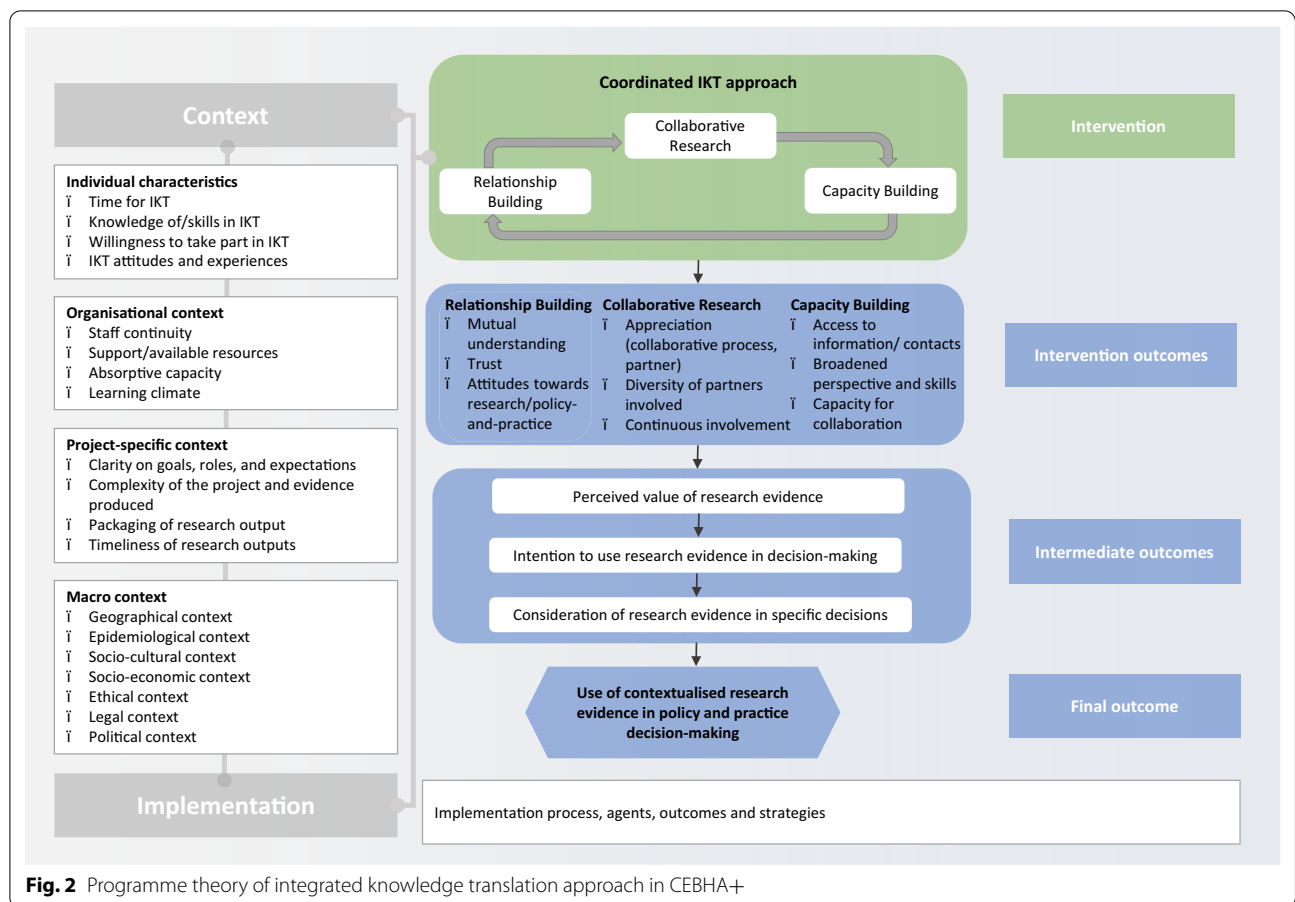 Context
Individual characteristics
ï Time for IKT
ï Knowledge of/skills in IKT
ï Willingness to take part in IKT
ï IKT attitudes and experiences
Organisational context
ï Staff continuity
ï Support/available resources
ï Absorptive capacity
ï Learning climate
Project-specific context
ï Clarity on goals, roles, and expectations
ï Complexity of the project and evidence
produced
ï Packaging of research output
ï Timeliness of research outputs
Macro context
ï Geographical context
ï Epidemiological context
ï Socio-cultural context
ï Socio-economic context
ï Ethical context
ï Legal context
ï Political context
Implementation
Coordinated IKT approach
Collaborative
Research
Relationship
Building
Capacity Building
Relationship Building
ï Mutual
understanding
ï Trust
ï Attitudes towards
research/policy-
and-practice
Collaborative Research
ï Appreciation
(collaborative process,
partner)
ï Diversity of partners
involved
ï Continuous involvement
Capacity Building
ï Access to
information/ contacts
ï Broadened
perspective and skills
ï Capacity for
collaboration
Perceived value of research evidence
Intention to use research evidence in decision-making
Consideration of research evidence in specific decisions
Use of contextualised research
evidence in policy and practice
decision-making
Implementation process, agents, outcomes and strategies
Intervention
Intervention outcomes
Intermediate outcomes
Final outcome
Fig. 2 Programme theory of integrated knowledge translation approach in CEBHA+